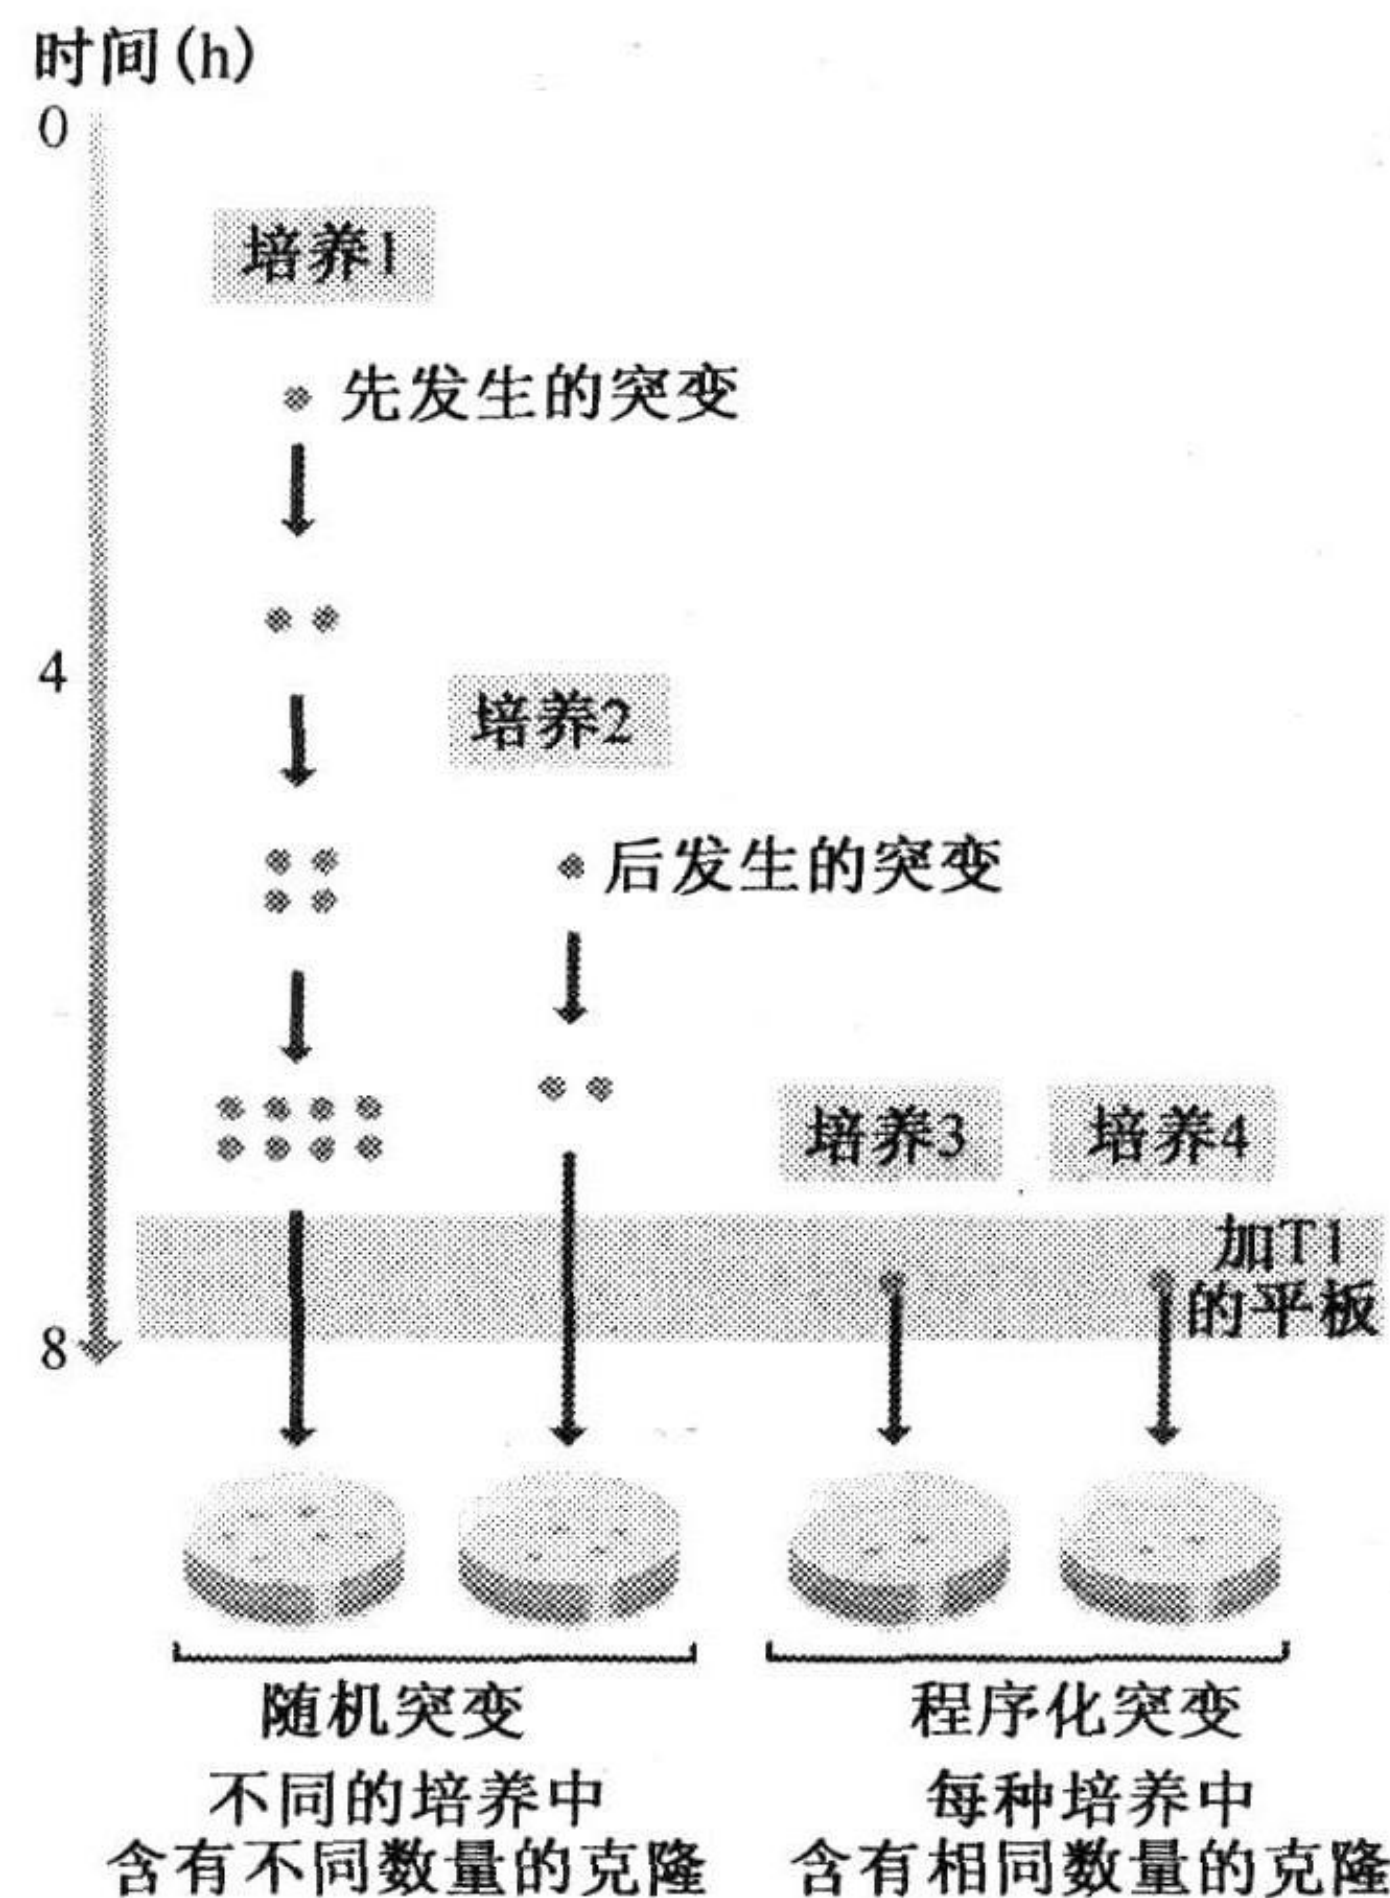 时间(h)
0
培养1
先发生的突变
4
培养2
后发生的突变
培养3
培养4
加T1
的平板
8
随机突变
程序化突变
不同的培养中
每种培养中
含有不同数量的克隆
含有相同数量的克隆